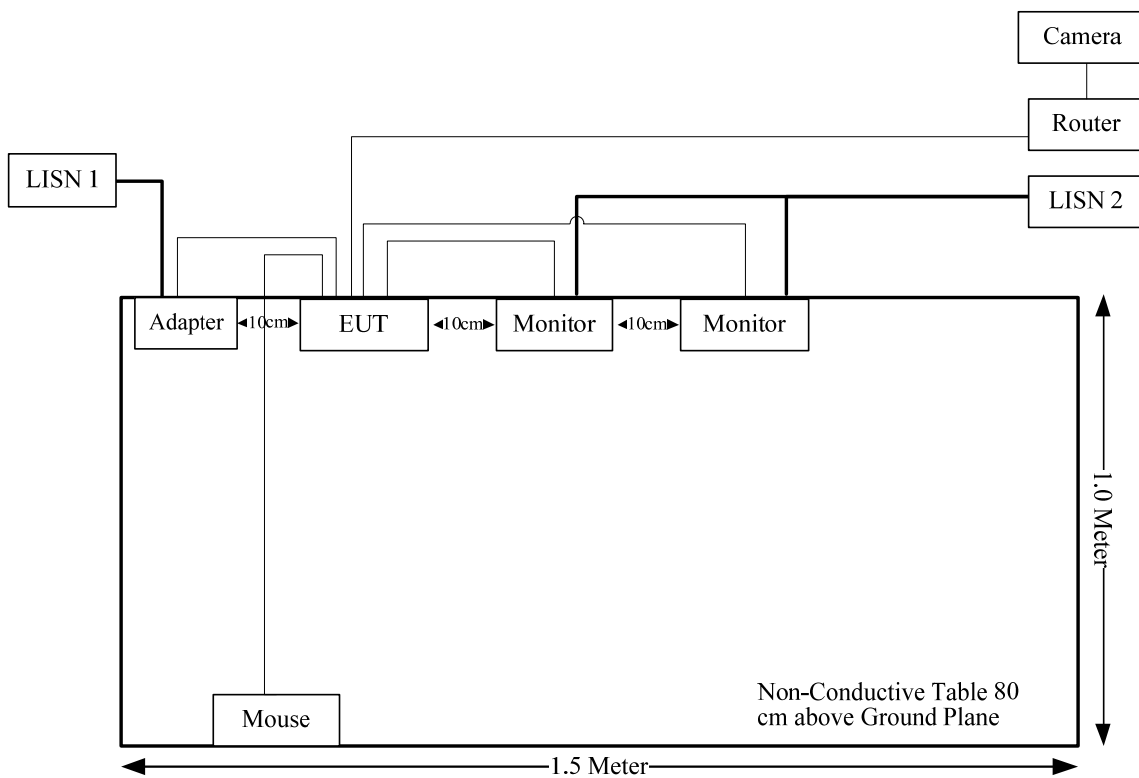 Camera
Router
LISN 1
LISN 2
Adapter
10cm
EUT
10cm
Monitor
10cm
Monitor
1.0 Meter
Mouse
Non-Conductive Table 80
cm above Ground Plane
1.5 Meter